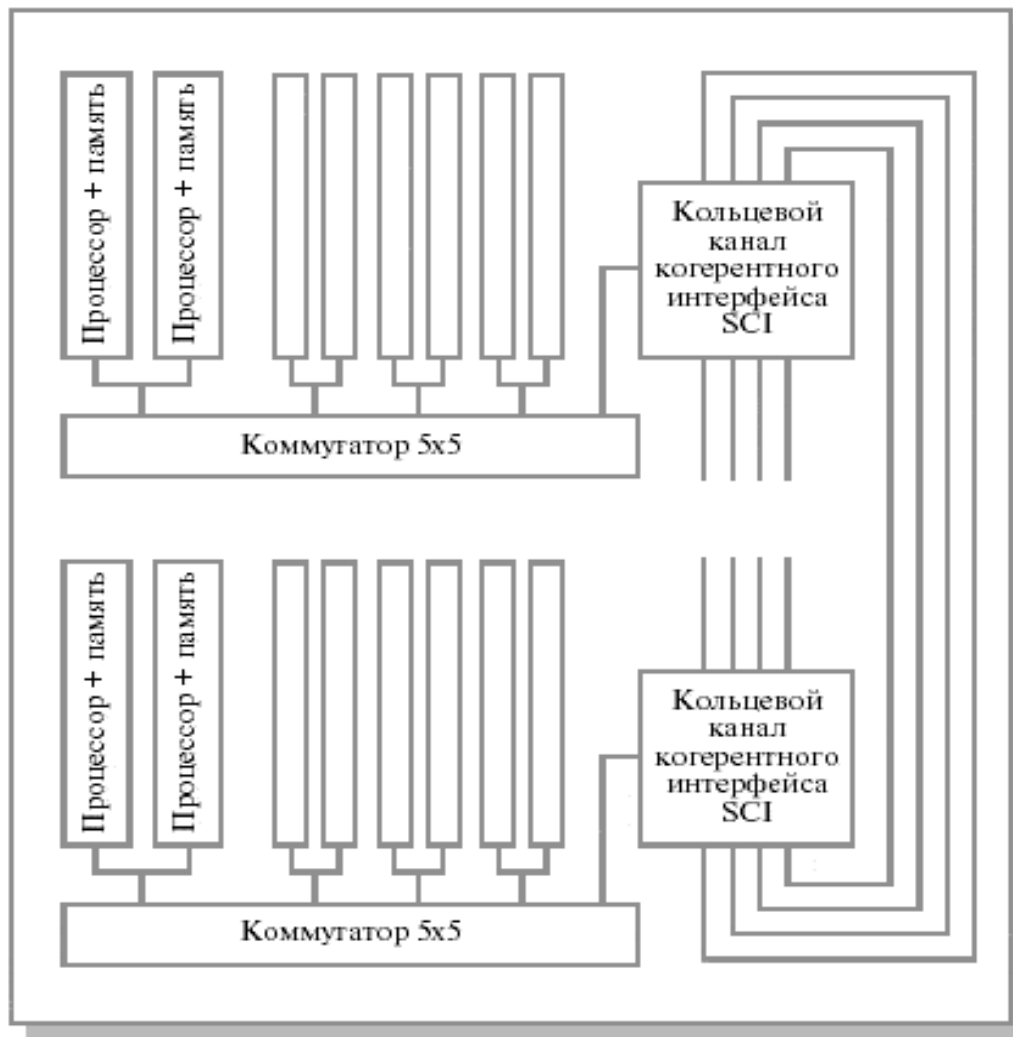 Процессор + память
Процессор + память
Кольцевой
канал
когерентного
интерфейса
SCI
Коммутатор 5x5
Процессор + память
Процессор + память
Кольцевой
канал
когерентного
интерфейса
SCI
Коммутатор 5x5